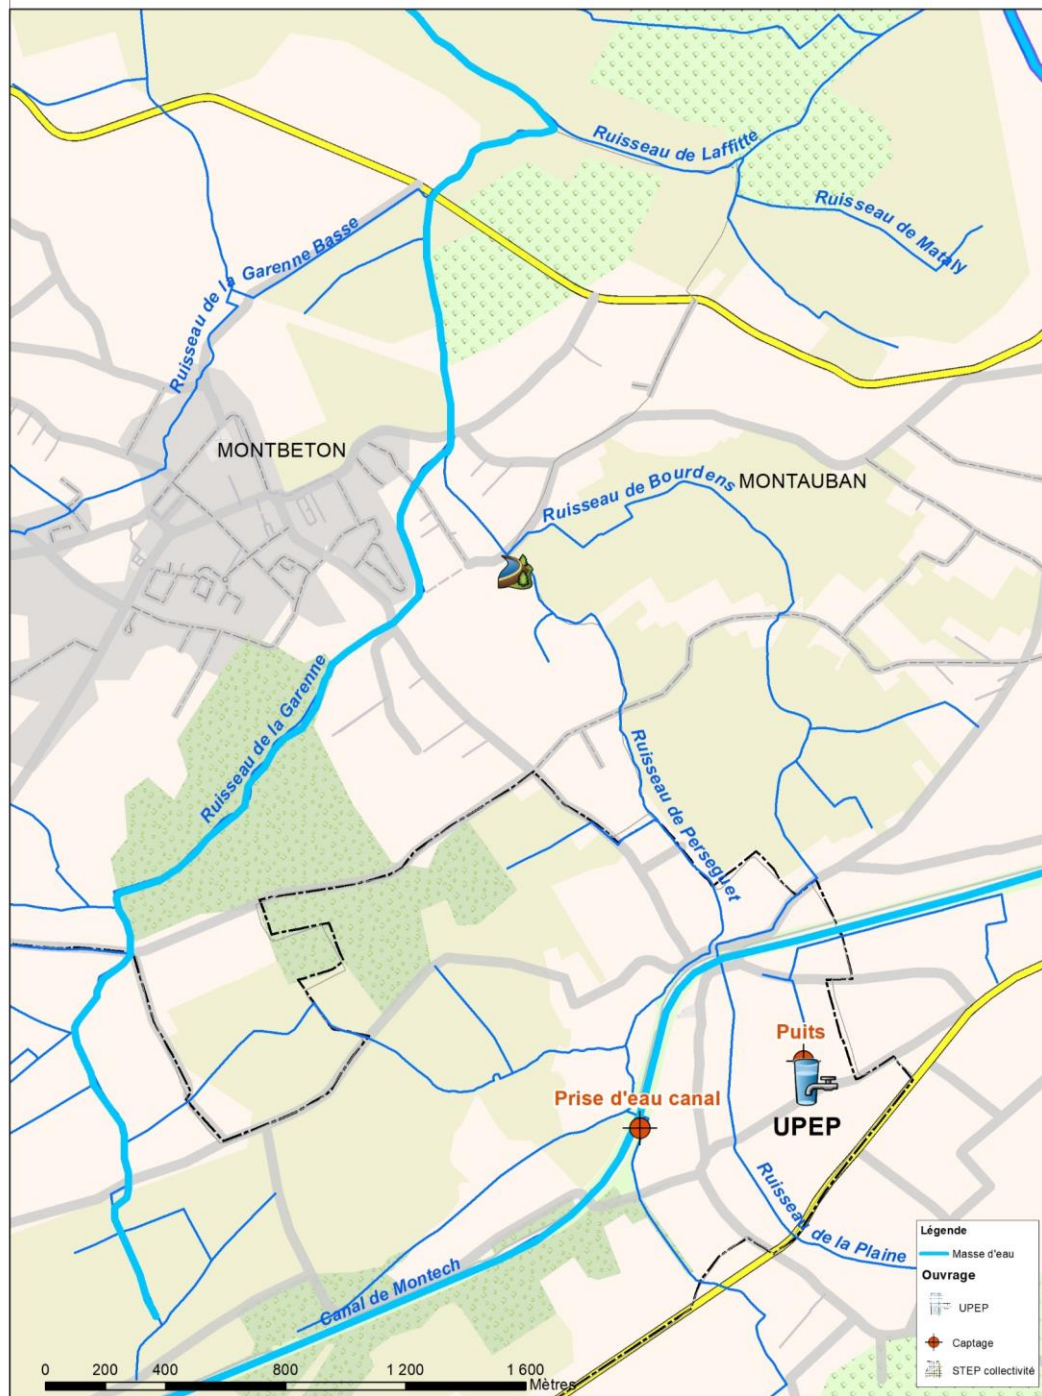 Ruisseau de Laffitte
Ruisseau de Mataly
Ruisseau de la Garenne Basse
MONTBETON
Ruisseau de Bourdens
MONTAUBAN
Ruisseau de la Garenne
Ruisseau de Perseguet
Puits
Prise d'eau canal
UPEP
Ruisseau de la Plaine
Canal de Montech
Légende
Masse d'eau
Ouvrage
UPEP
Captage
STEP collectivité
0 200 400 800 1 200 1 600
Mètres